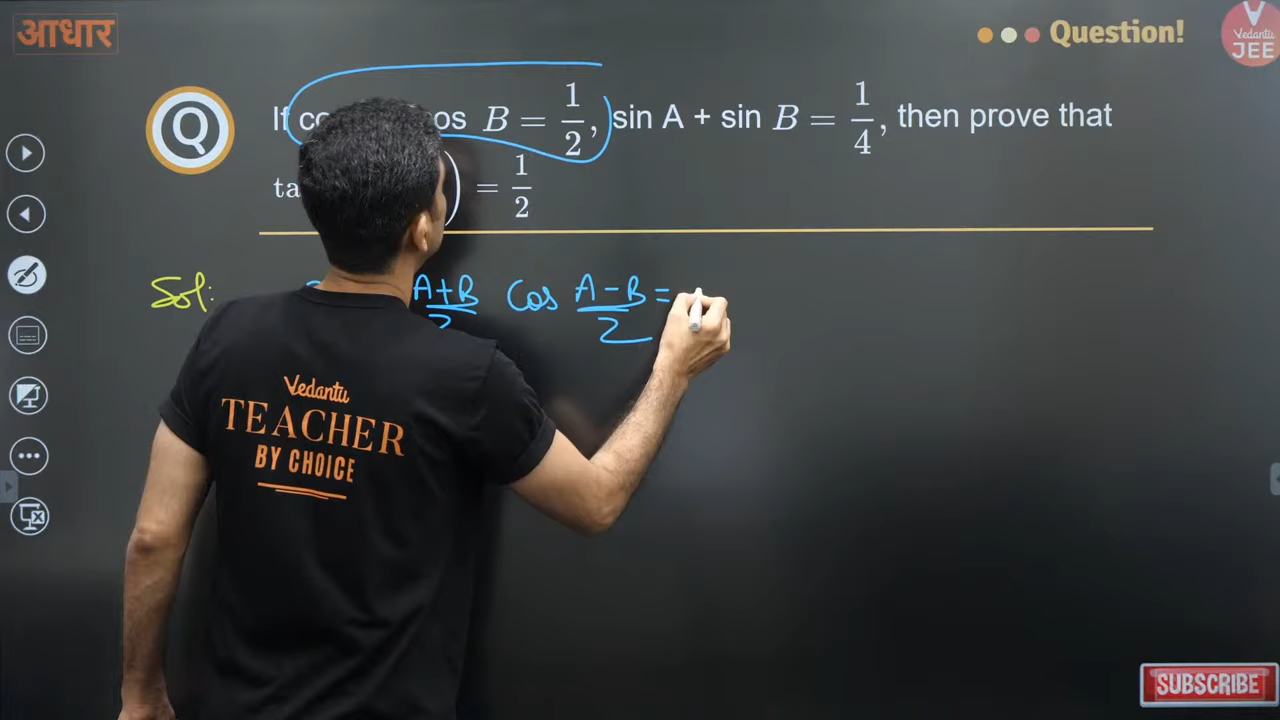 आधार
Question!
Vedantu
JEE
Q
If co os B = 1/2, sin A + sin B = 1/4, then prove that
ta ) = 1/2
Sol: A+B/2 Cos A-B/2 =
Vedantu
TEACHER
BY CHOICE
SUBSCRIBE